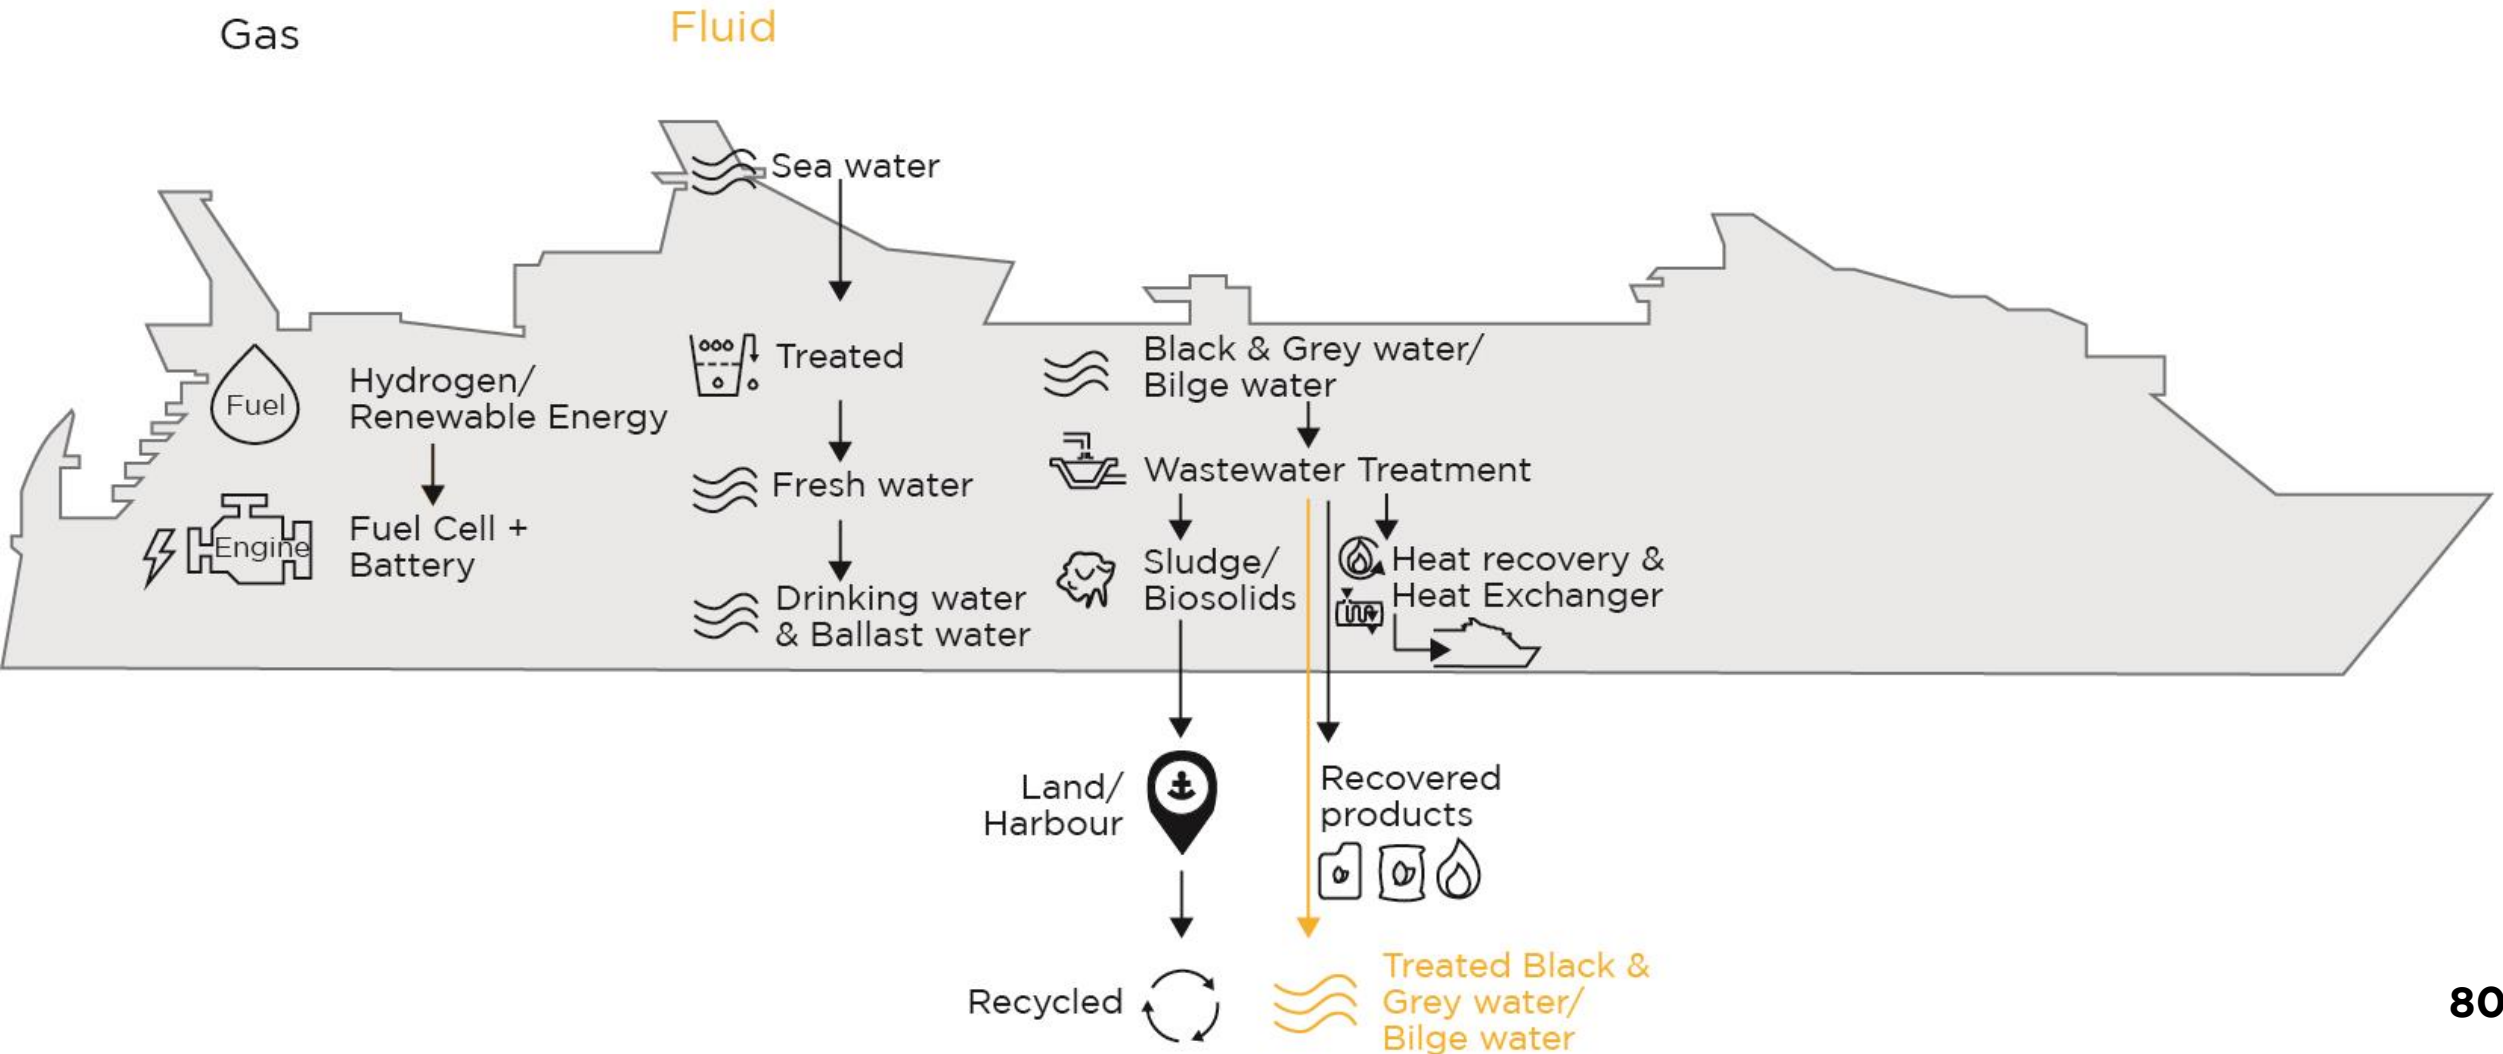 Gas
Fluid
Fuel
Hydrogen/
Renewable Energy
Engine
Fuel Cell +
Battery
Sea water
Treated
Fresh water
Drinking water
& Ballast water
Black & Grey water/
Bilge water
Wastewater Treatment
Sludge/
Biosolids
Heat recovery &
Heat Exchanger
Land/
Harbour
Recovered
products
Recycled
Treated Black &
Grey water/
Bilge water
80